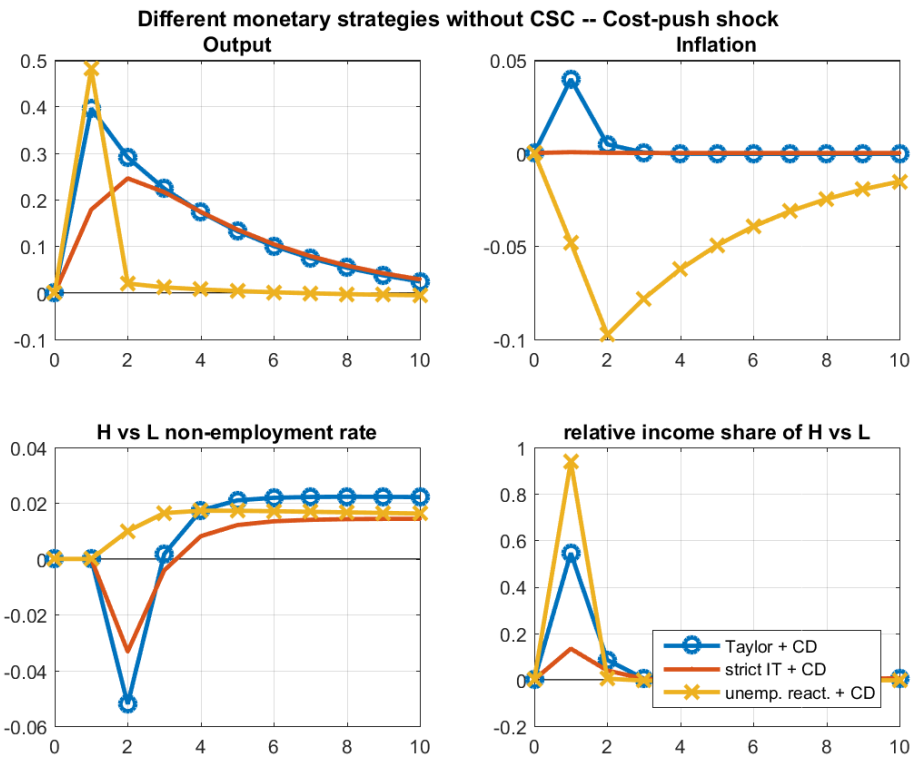 Different monetary strategies without CSC -- Cost-push shock
Output
0.5
0.4
0.3
0.2
0.1
0
-0.1
0 2 4 6 8 10
Inflation
0.05
0
-0.05
-0.1
0 2 4 6 8 10
H vs L non-employment rate
0.04
0.02
0
-0.02
-0.04
-0.06
0 2 4 6 8 10
relative income share of H vs L
1
0.8
0.6
0.4
0.2
0
-0.2
0 2 4 6 8 10
Taylor + CD
strict IT + CD
unemp. react. + CD